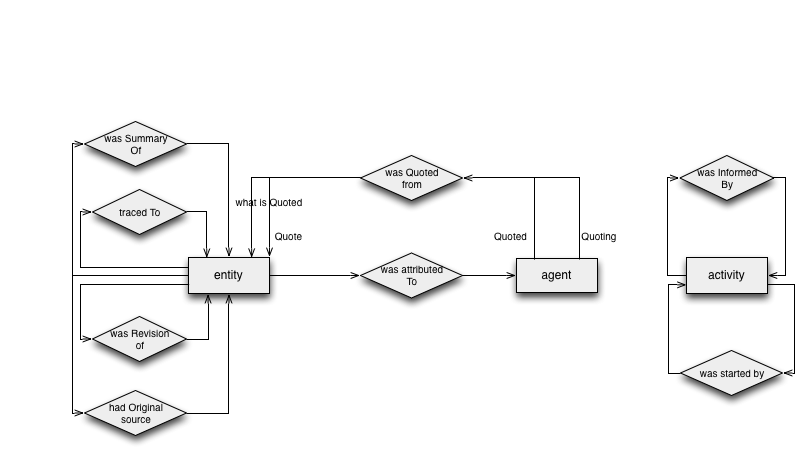 was Summary
Of
was Quoted
from
was Informed
By
traced To
what is Quoted
Quote
Quoted
Quoting
entity
was attributed
To
agent
activity
was Revision
of
was started by
had Original
source